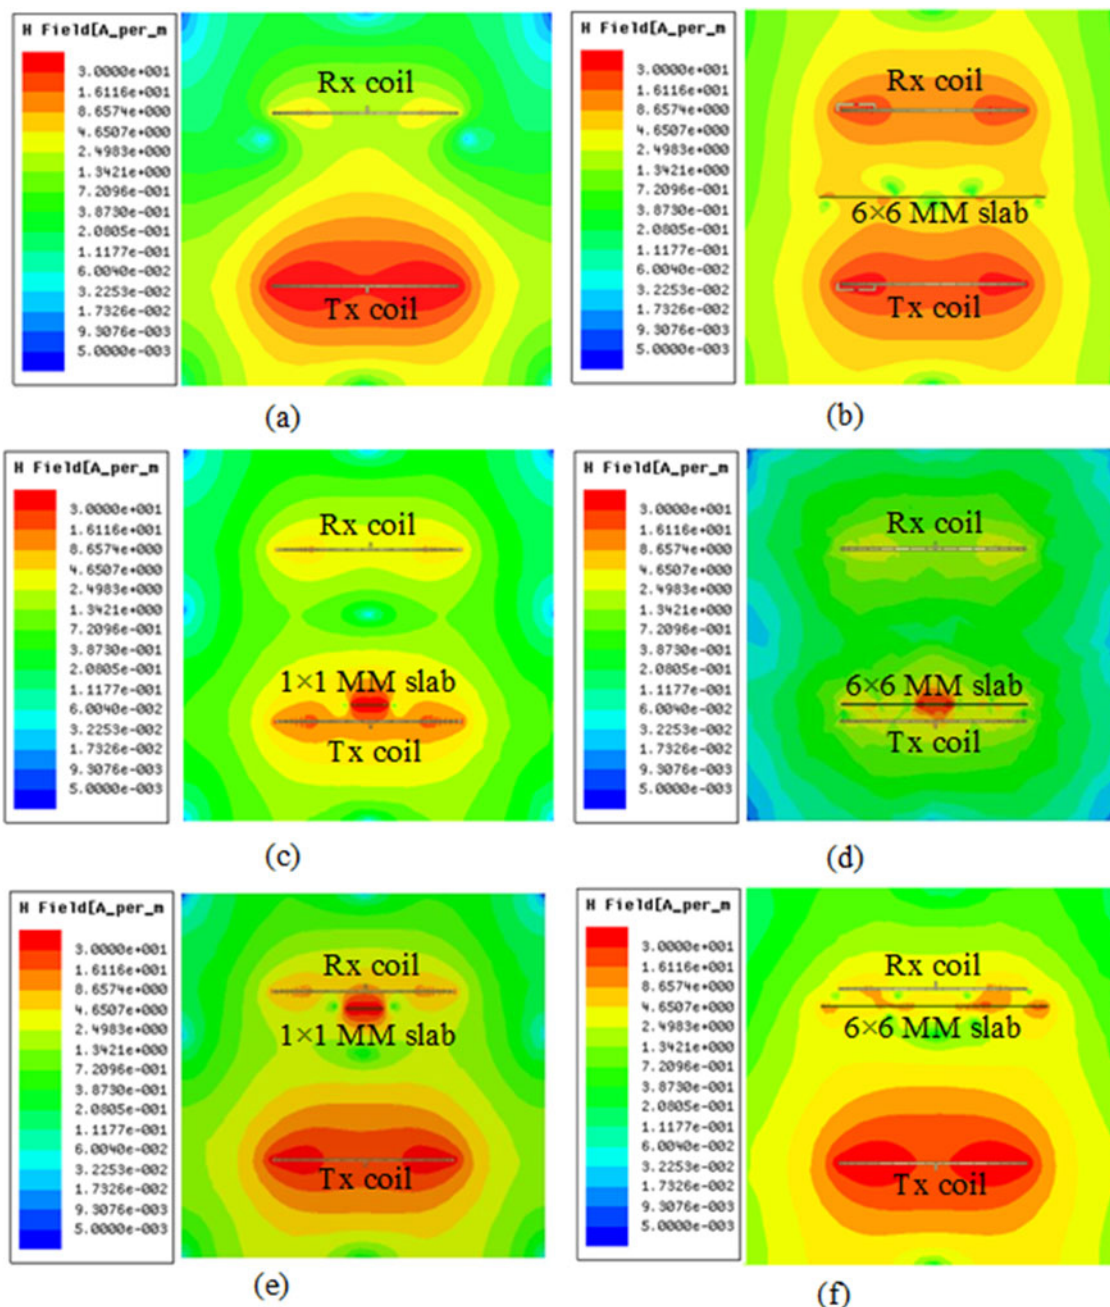 H Field[A_per_m
3.0000e+001
1.6116e+001
8.6574e+000
4.6507e+000
2.4983e+000
1.3421e+000
7.2096e-001
3.8730e-001
2.0805e-001
1.1177e-001
6.0040e-002
3.2253e-002
1.7326e-002
9.3076e-003
5.0000e-003
Rx coil
Tx coil
(a)
H Field[A_per_m
3.0000e+001
1.6116e+001
8.6574e+000
4.6507e+000
2.4983e+000
1.3421e+000
7.2096e-001
3.8730e-001
2.0805e-001
1.1177e-001
6.0040e-002
3.2253e-002
1.7326e-002
9.3076e-003
5.0000e-003
Rx coil
6×6 MM slab
Tx coil
(b)
H Field[A_per_m
3.0000e+001
1.6116e+001
8.6574e+000
4.6507e+000
2.4983e+000
1.3421e+000
7.2096e-001
3.8730e-001
2.0805e-001
1.1177e-001
6.0040e-002
3.2253e-002
1.7326e-002
9.3076e-003
5.0000e-003
Rx coil
1×1 MM slab
Tx coil
(c)
H Field[A_per_m
3.0000e+001
1.6116e+001
8.6574e+000
4.6507e+000
2.4983e+000
1.3421e+000
7.2096e-001
3.8730e-001
2.0805e-001
1.1177e-001
6.0040e-002
3.2253e-002
1.7326e-002
9.3076e-003
5.0000e-003
Rx coil
6×6 MM slab
Tx coil
(d)
H Field[A_per_m
3.0000e+001
1.6116e+001
8.6574e+000
4.6507e+000
2.4983e+000
1.3421e+000
7.2096e-001
3.8730e-001
2.0805e-001
1.1177e-001
6.0040e-002
3.2253e-002
1.7326e-002
9.3076e-003
5.0000e-003
Rx coil
1×1 MM slab
Tx coil
(e)
H Field[A_per_m
3.0000e+001
1.6116e+001
8.6574e+000
4.6507e+000
2.4983e+000
1.3421e+000
7.2096e-001
3.8730e-001
2.0805e-001
1.1177e-001
6.0040e-002
3.2253e-002
1.7326e-002
9.3076e-003
5.0000e-003
Rx coil
6×6 MM slab
Tx coil
(f)